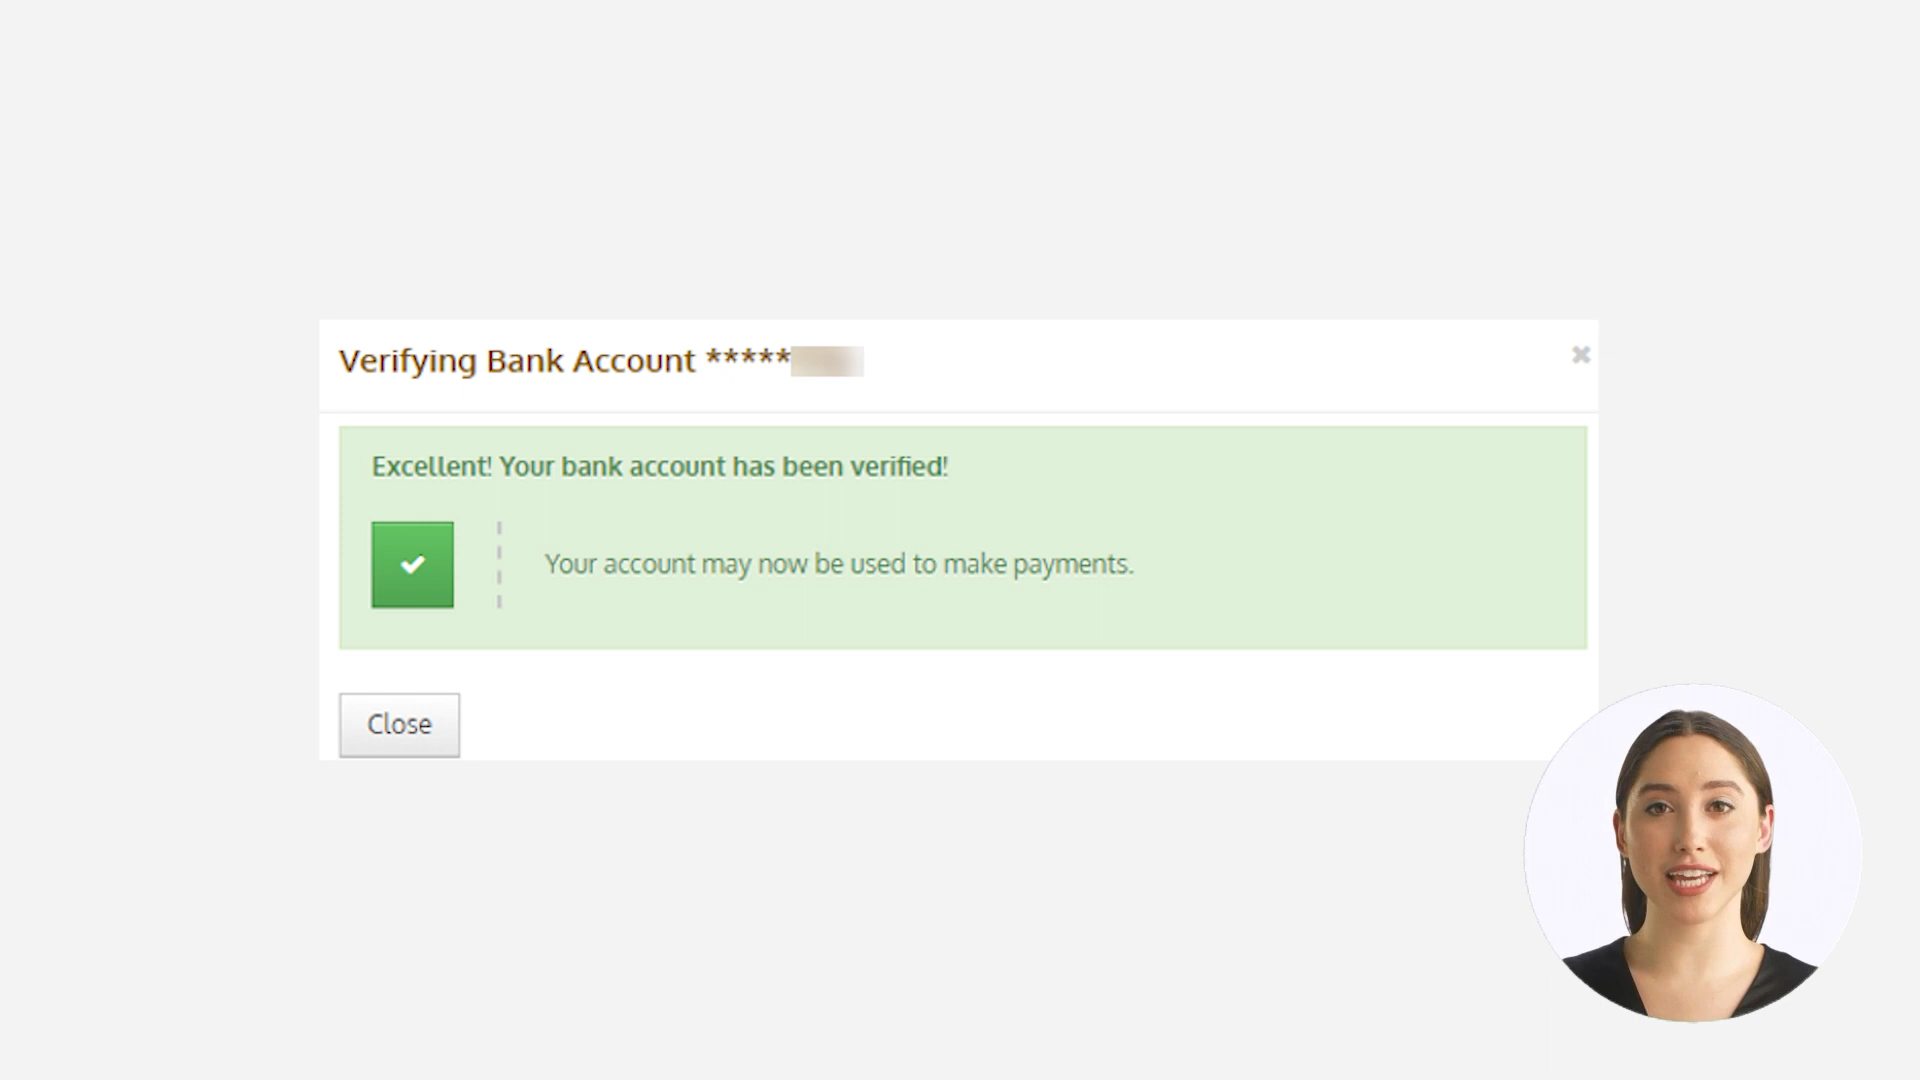 Verifying Bank Account *****
Excellent! Your bank account has been verified!
Your account may now be used to make payments.
Close